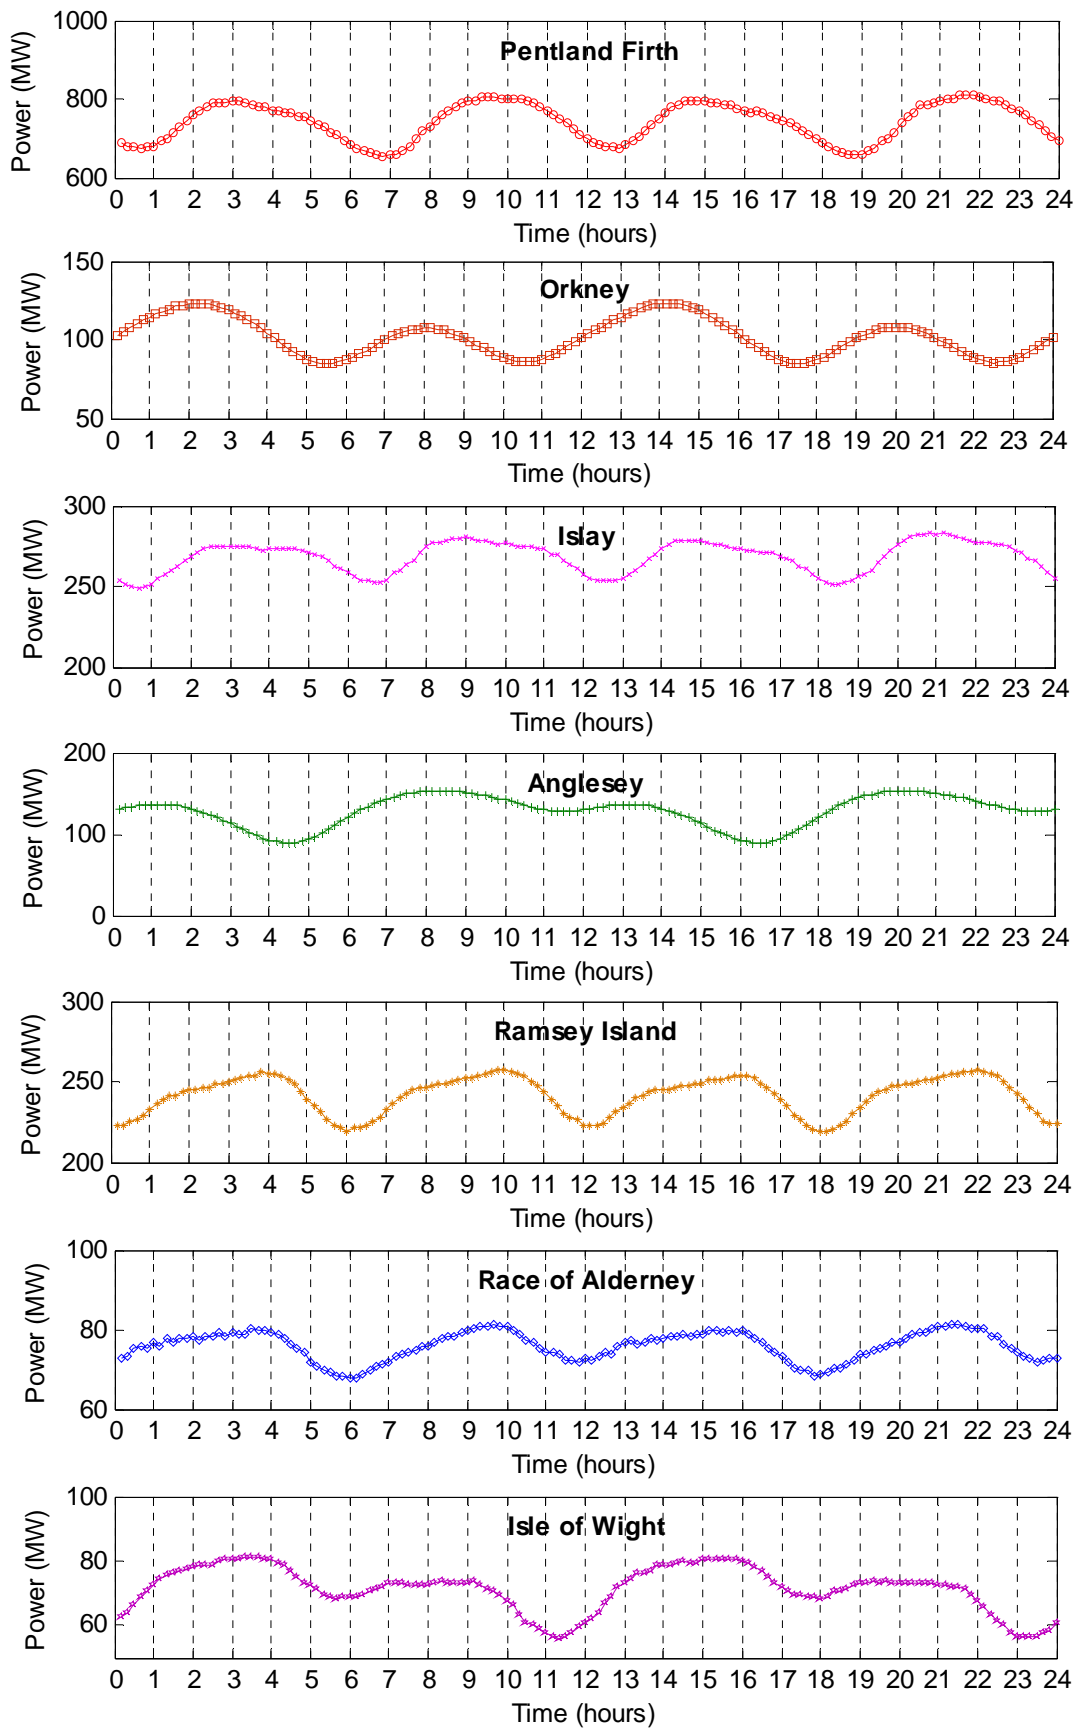 1000
Pentland Firth
800
600
Power (MW)
0 1 2 3 4 5 6 7 8 9 10 11 12 13 14 15 16 17 18 19 20 21 22 23 24
Time (hours)
150
Orkney
100
50
Power (MW)
0 1 2 3 4 5 6 7 8 9 10 11 12 13 14 15 16 17 18 19 20 21 22 23 24
Time (hours)
300
Islay
250
200
Power (MW)
0 1 2 3 4 5 6 7 8 9 10 11 12 13 14 15 16 17 18 19 20 21 22 23 24
Time (hours)
200
Anglesey
100
0
Power (MW)
0 1 2 3 4 5 6 7 8 9 10 11 12 13 14 15 16 17 18 19 20 21 22 23 24
Time (hours)
300
Ramsey Island
250
200
Power (MW)
0 1 2 3 4 5 6 7 8 9 10 11 12 13 14 15 16 17 18 19 20 21 22 23 24
Time (hours)
100
Race of Alderney
80
60
Power (MW)
0 1 2 3 4 5 6 7 8 9 10 11 12 13 14 15 16 17 18 19 20 21 22 23 24
Time (hours)
100
Isle of Wight
80
60
Power (MW)
0 1 2 3 4 5 6 7 8 9 10 11 12 13 14 15 16 17 18 19 20 21 22 23 24
Time (hours)